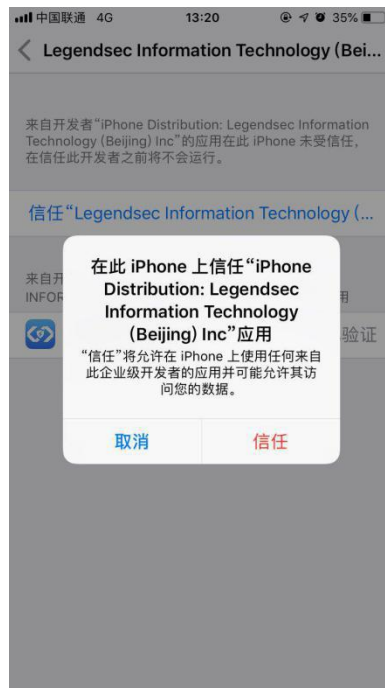 中国联通 4G 13:20 35%
Legendsec Information Technology (Bei...
来自开发者“iPhone Distribution: Legendsec Information
Technology (Beijing) Inc”的应用在此 iPhone 未受信任,
在信任此开发者之前将不会运行。
信任“Legendsec Information Technology (...
在此 iPhone 上信任“iPhone
Distribution: Legendsec
Information Technology
(Beijing) Inc”应用
“信任”将允许在 iPhone 上使用任何来自
此企业级开发者的应用并可能允许其访
问您的数据。
来自开
INFOR
用
验证
取消 信任